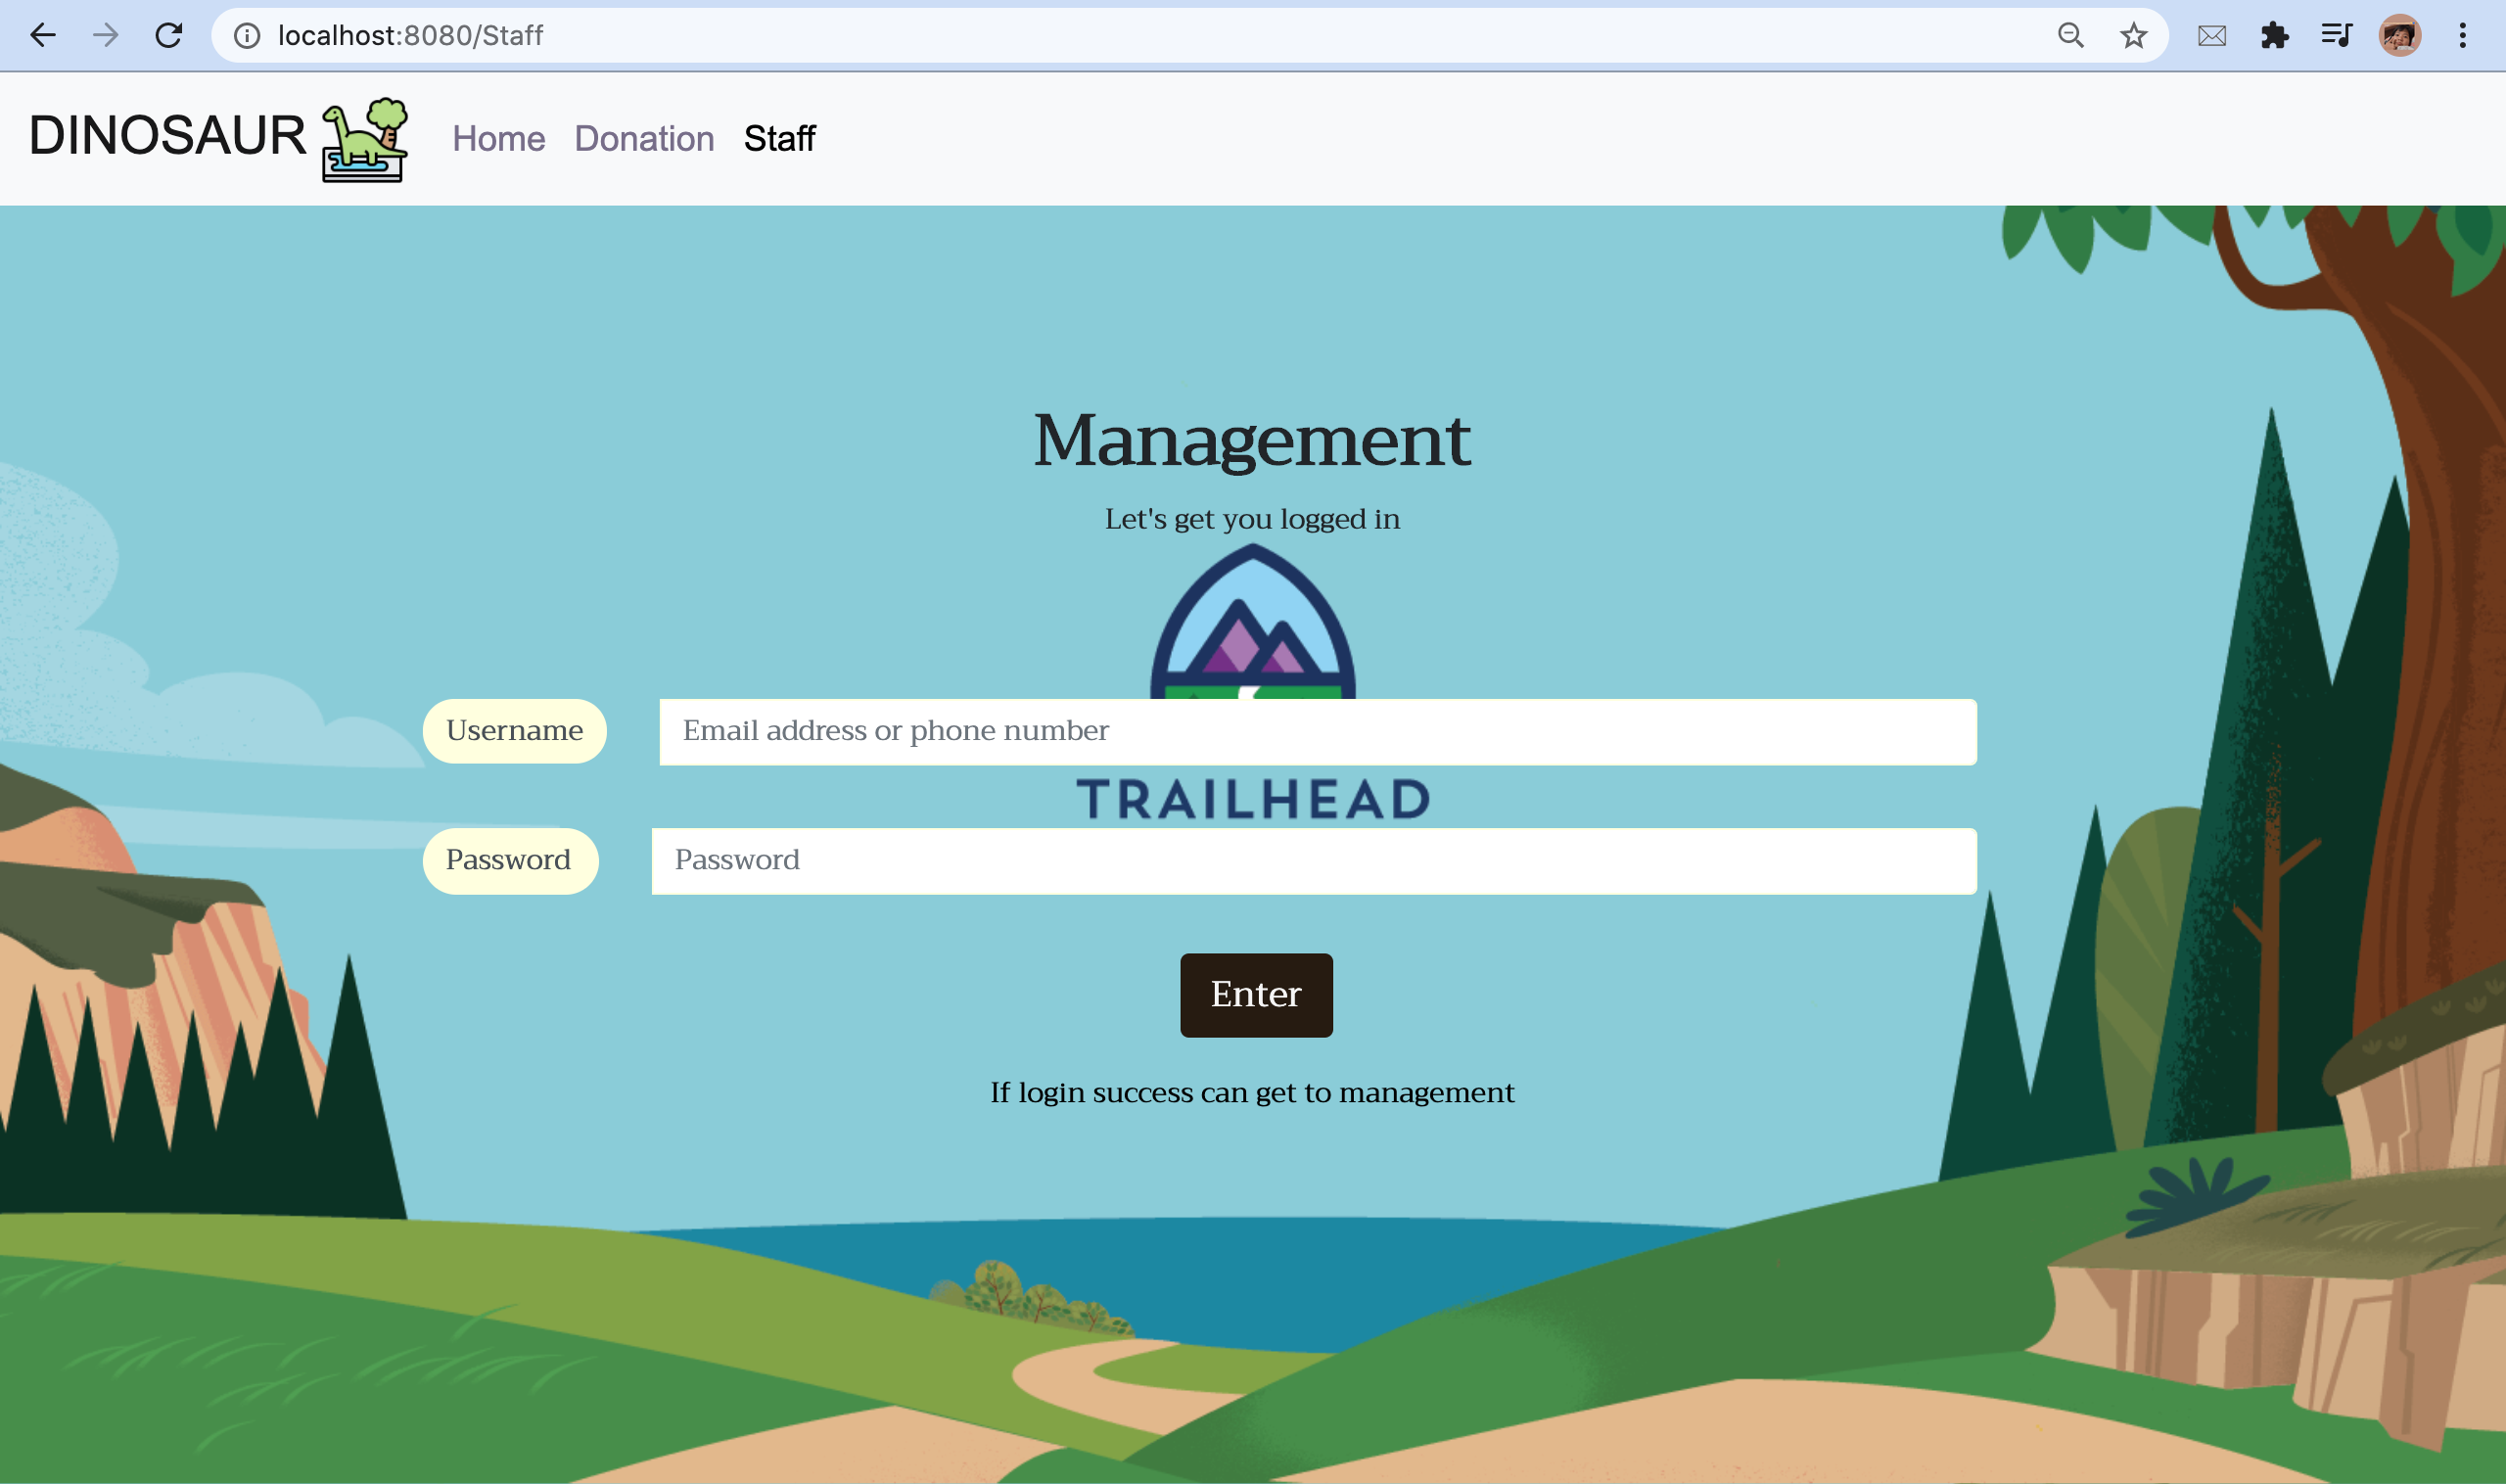 localhost:8080/Staff
DINOSAUR Home Donation Staff
Management
Let's get you logged in
Username Email address or phone number
TRAILHEAD
Password Password
Enter
If login success can get to management